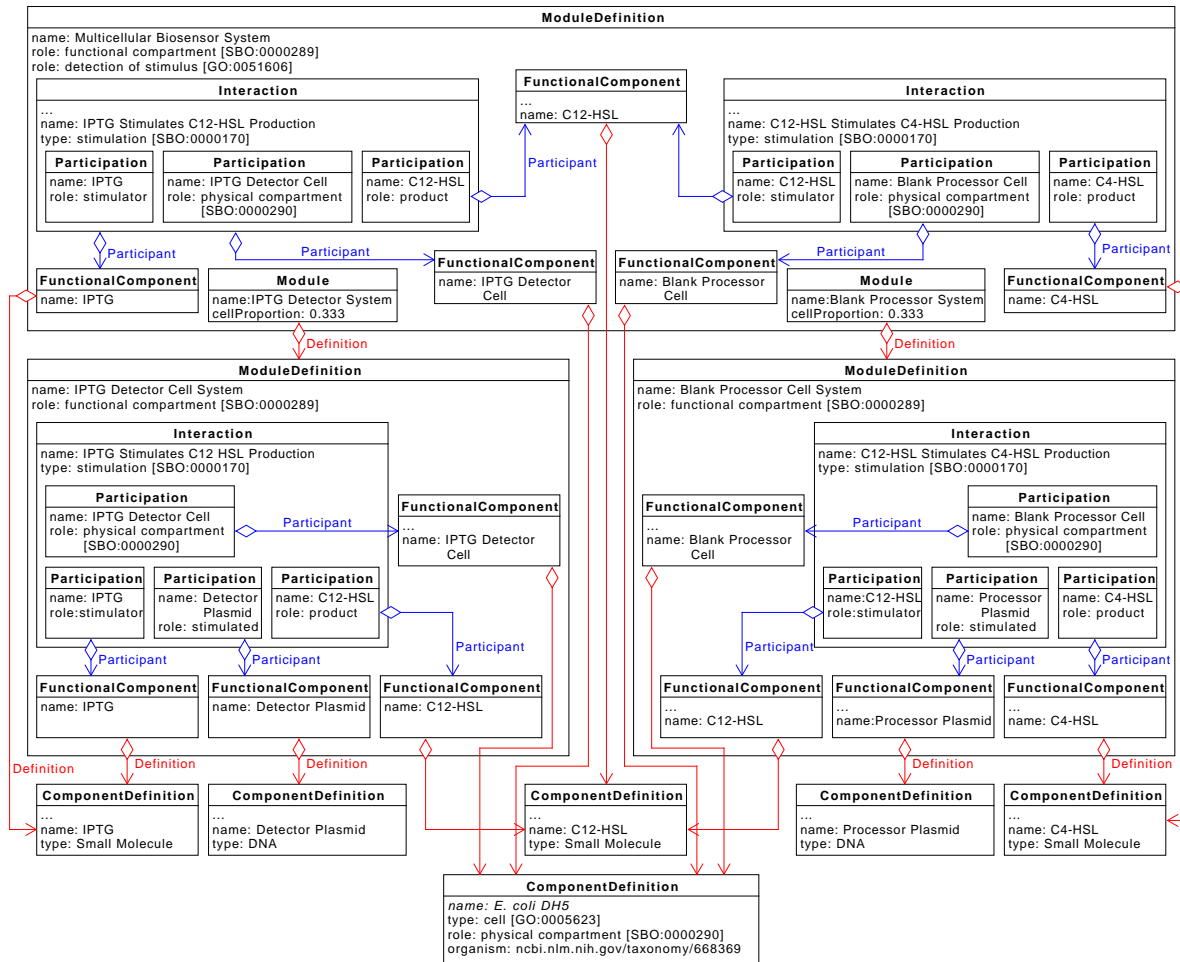 ModuleDefinition
name: Multicellular Biosensor System
role: functional compartment [SBO:0000289]
role: detection of stimulus [GO:0051606]
Interaction
...
name: IPTG Stimulates C12-HSL Production
type: stimulation [SBO:0000170]
Participation
name: IPTG
role: stimulator
Participation
name: IPTG Detector Cell
role: physical compartment
[SBO:0000290]
Participation
name: C12-HSL
role: product
FunctionalComponent
...
name: C12-HSL
Participant
Interaction
...
name: C12-HSL Stimulates C4-HSL Production
type: stimulation [SBO:0000170]
Participation
name: C12-HSL
role: stimulator
Participation
name: Blank Processor Cell
role: physical compartment
[SBO:0000290]
Participation
name: C4-HSL
role: product
Participant
Participant
Participant
Participant
FunctionalComponent
name: IPTG
Module
name:IPTG Detector System
cellProportion: 0.333
FunctionalComponent
name: IPTG Detector
Cell
FunctionalComponent
name: Blank Processor
Cell
Module
name:Blank Processor System
cellProportion: 0.333
FunctionalComponent
name: C4-HSL
Definition
Definition
ModuleDefinition
name: IPTG Detector Cell System
role: functional compartment [SBO:0000289]
Interaction
name: IPTG Stimulates C12 HSL Production
type: stimulation [SBO:0000170]
Participation
name: IPTG Detector Cell
role: physical compartment
[SBO:0000290]
Participant
FunctionalComponent
...
name: IPTG Detector
Cell
Participation
name: IPTG
role:stimulator
Participation
name: Detector
Plasmid
role: stimulated
Participation
name: C12-HSL
role: product
Participant
Participant
FunctionalComponent
name: IPTG
FunctionalComponent
name: Detector Plasmid
FunctionalComponent
name: C12-HSL
ModuleDefinition
name: Blank Processor Cell System
role: functional compartment [SBO:0000289]
Interaction
name: C12-HSL Stimulates C4-HSL Production
type: stimulation [SBO:0000170]
FunctionalComponent
...
name: Blank Processor
Cell
Participant
Participation
name: Blank Processor Cell
role: physical compartment
[SBO:0000290]
Participation
name:C12-HSL
role:stimulator
Participation
name: Processor
Plasmid
role: stimulated
Participation
name: C4-HSL
role: product
Participant
Participant
Participant
FunctionalComponent
...
name: C12-HSL
FunctionalComponent
...
name:Processor Plasmid
FunctionalComponent
...
name: C4-HSL
Definition
Definition
Definition
Definition
Definition
ComponentDefinition
...
name: IPTG
type: Small Molecule
ComponentDefinition
...
name: Detector Plasmid
type: DNA
ComponentDefinition
...
name: C12-HSL
type: Small Molecule
ComponentDefinition
...
name: Processor Plasmid
type: DNA
ComponentDefinition
...
name: C4-HSL
type: Small Molecule
ComponentDefinition
name: E. coli DH5
type: cell [GO:0005623]
role: physical compartment [SBO:0000290]
organism: ncbi.nlm.nih.gov/taxonomy/668369